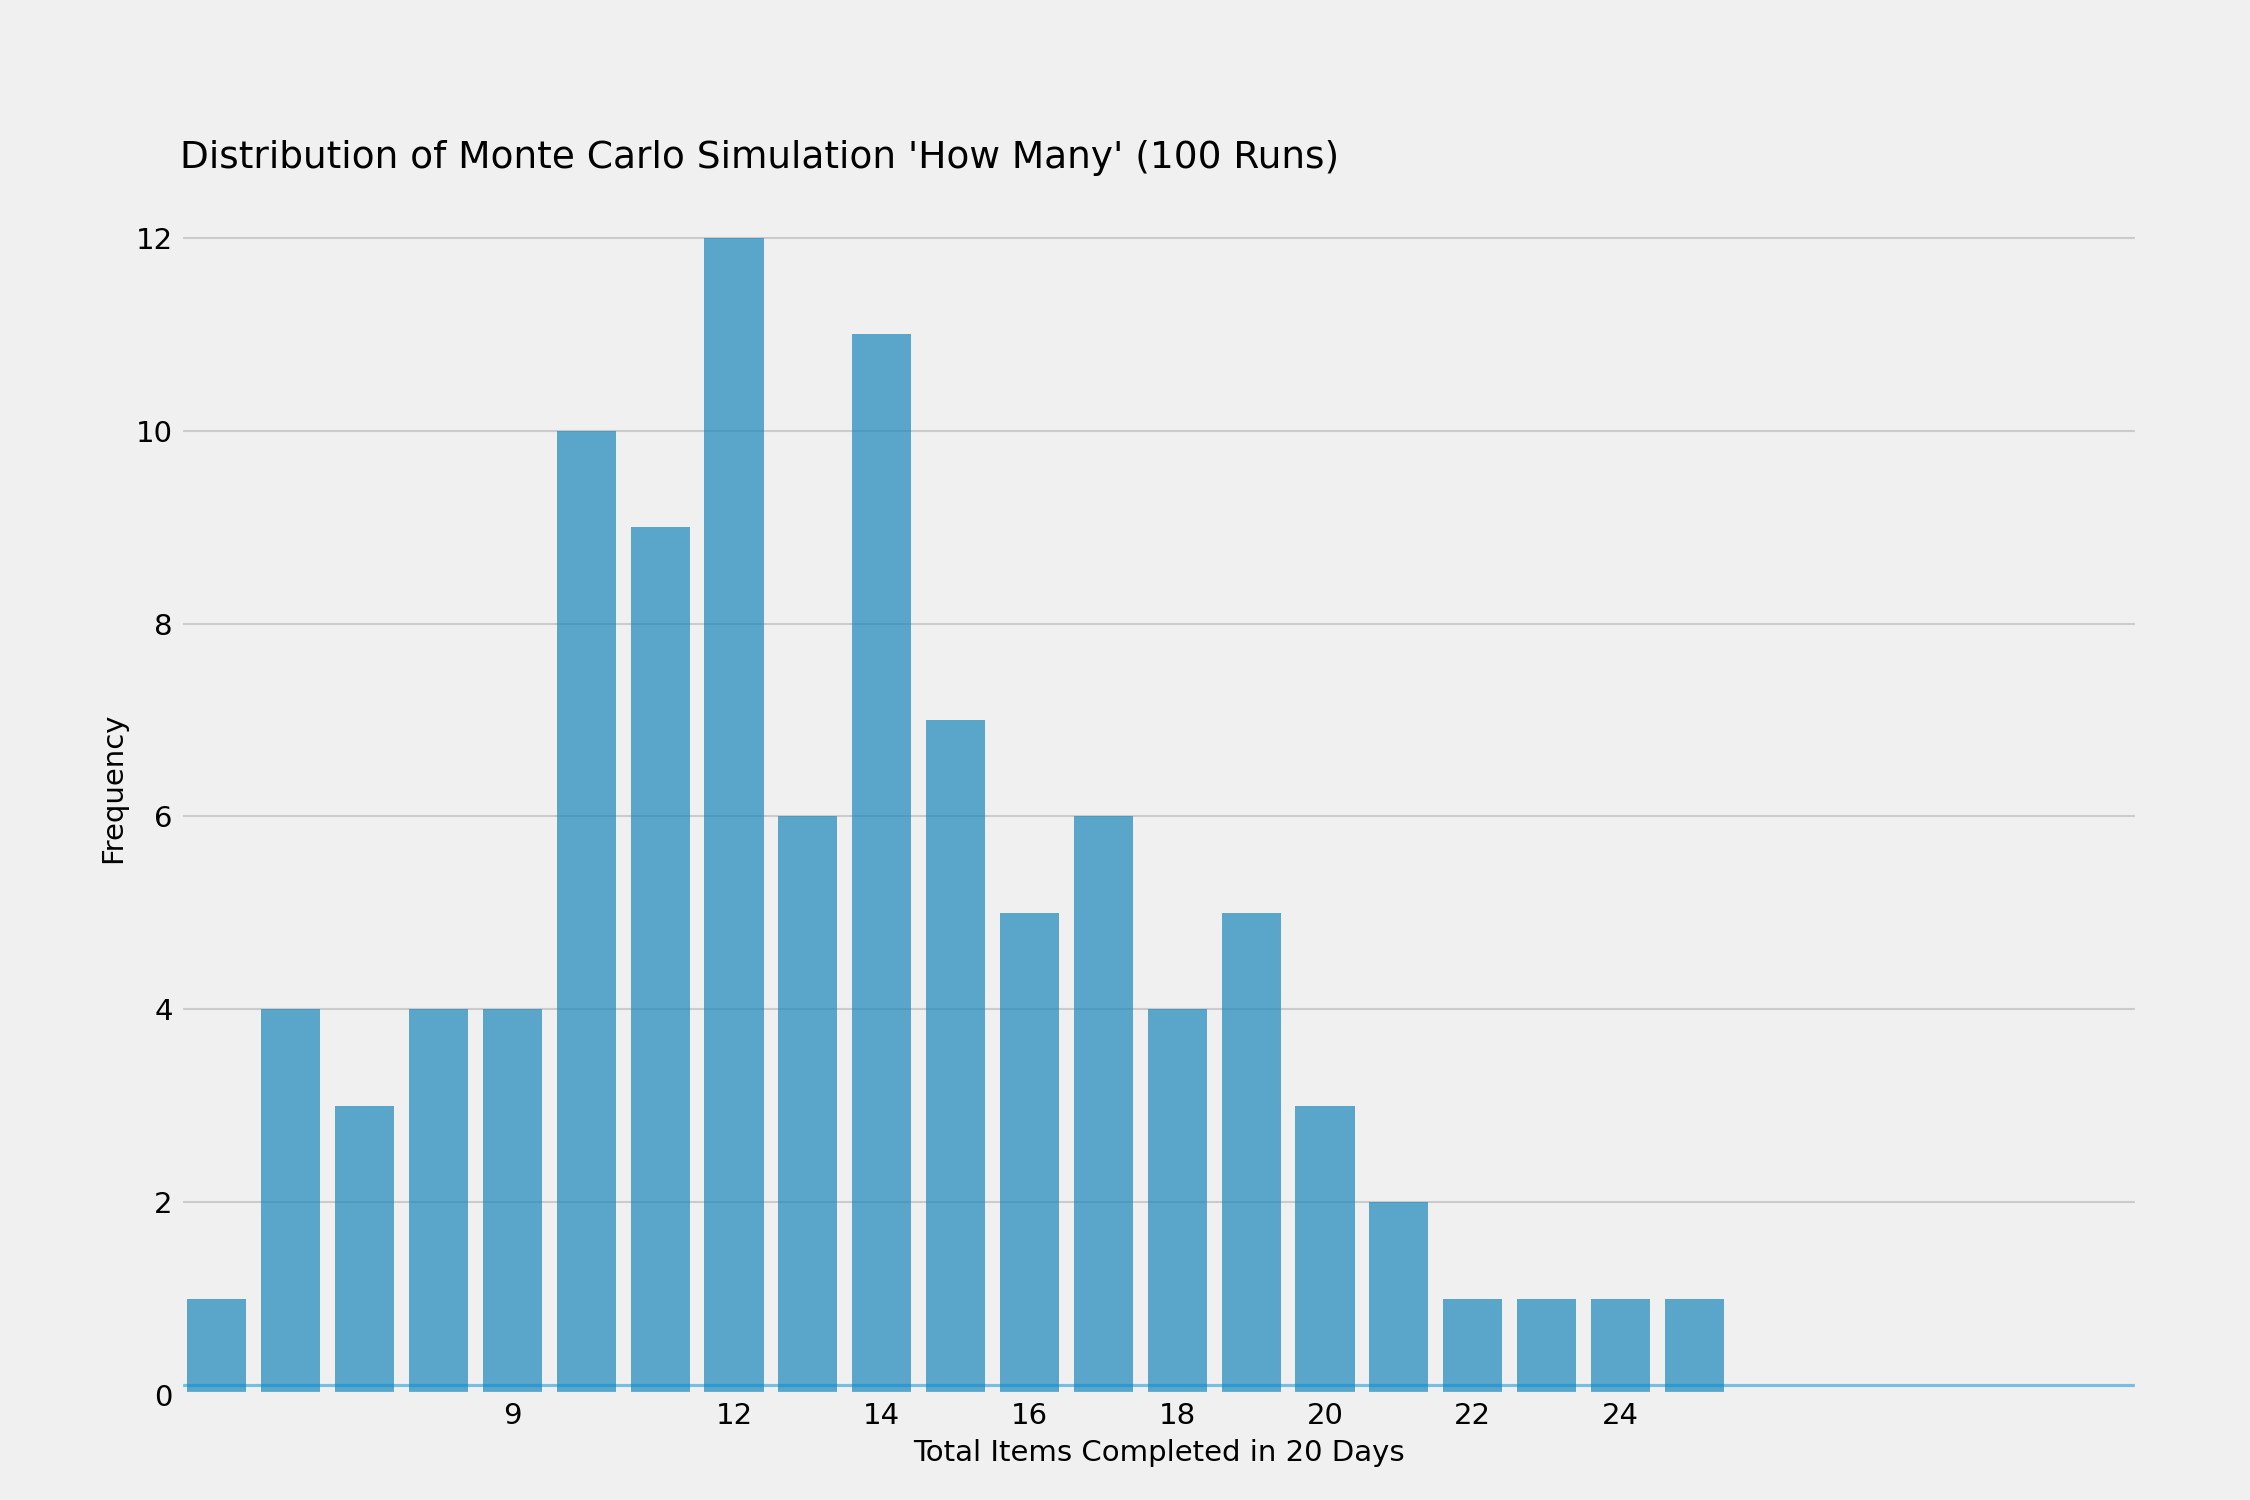 Distribution of Monte Carlo Simulation 'How Many' (100 Runs)
12
10
8
6
4
2
0
Frequency
9 12 14 16 18 20 22 24
Total Items Completed in 20 Days